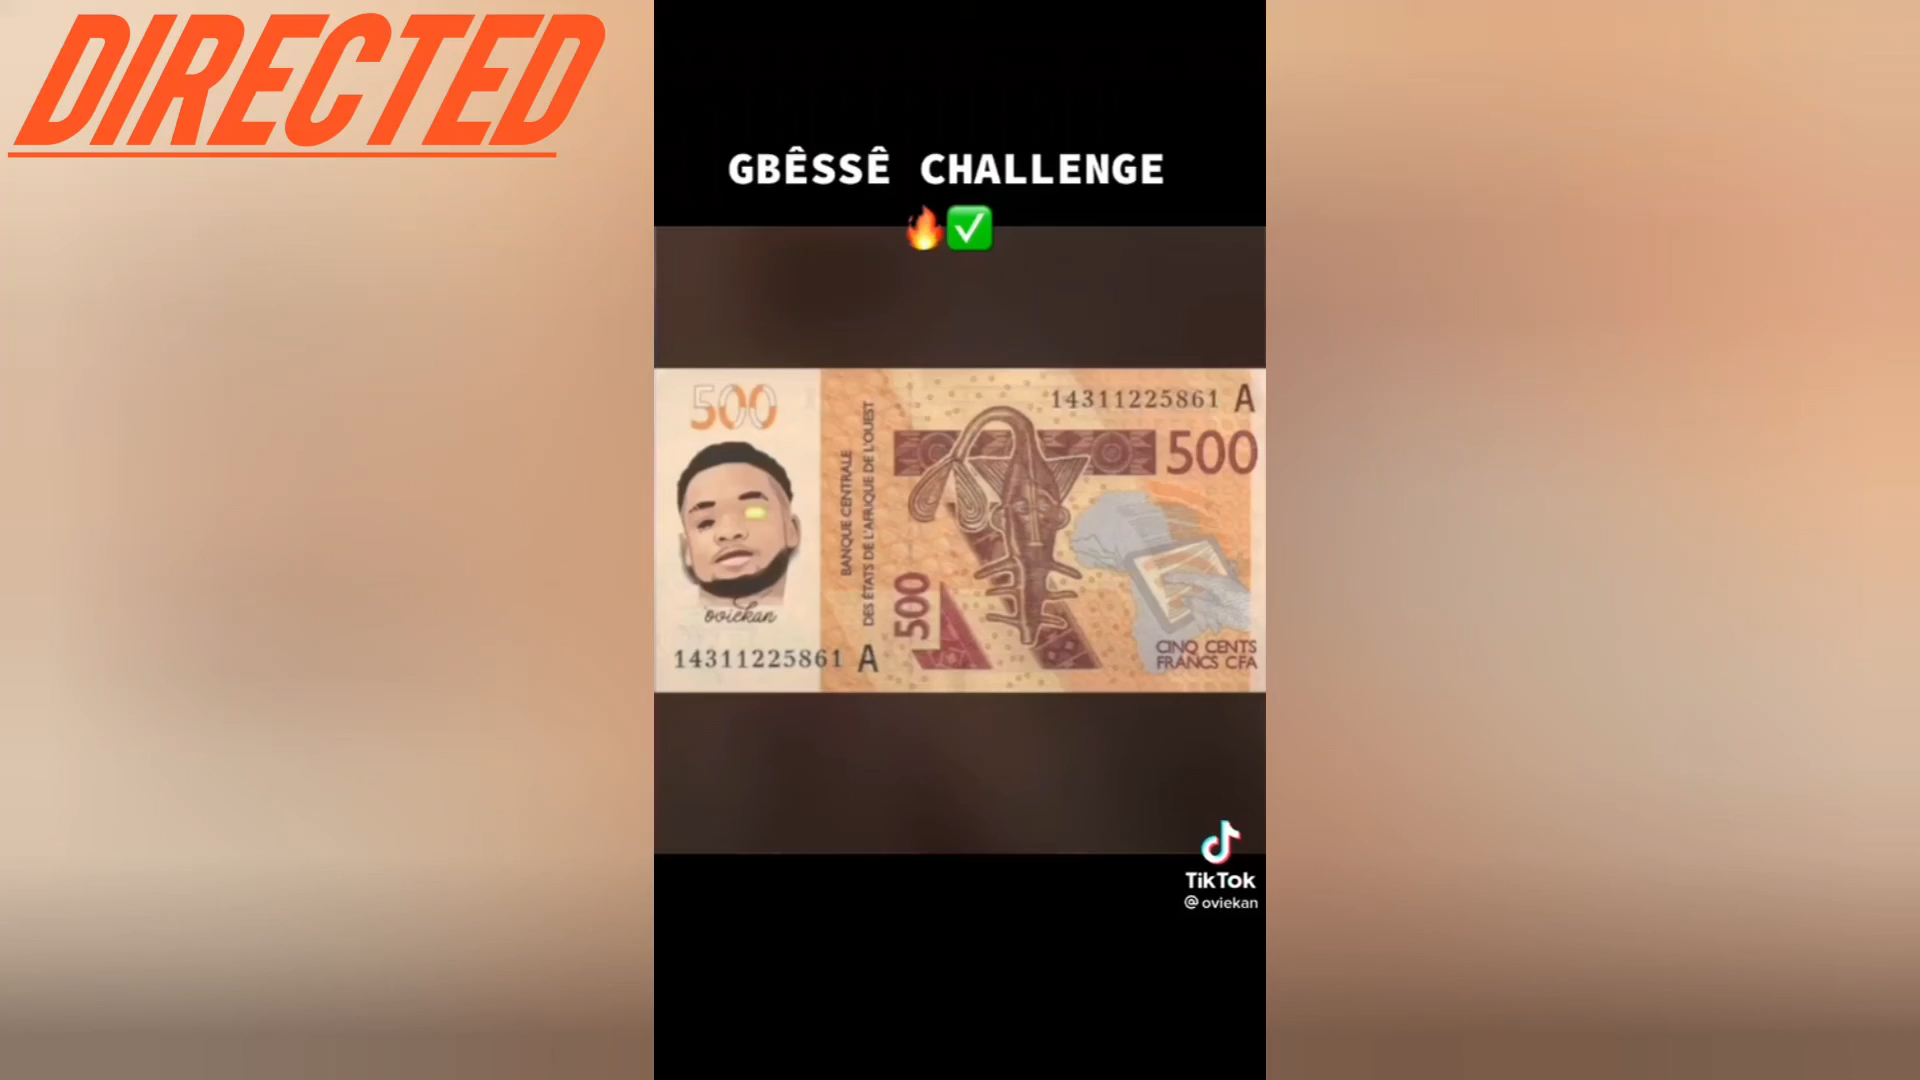 DIRECTED
GBÊSSÊ CHALLENGE
🔥✅
500
14311225861 A
500
BANQUE CENTRALE
DES ÉTATS DE L'AFRIQUE DE L'OUEST
oviekan
500
CINQ CENTS
FRANCS CFA
14311225861 A
TikTok
@oviekan